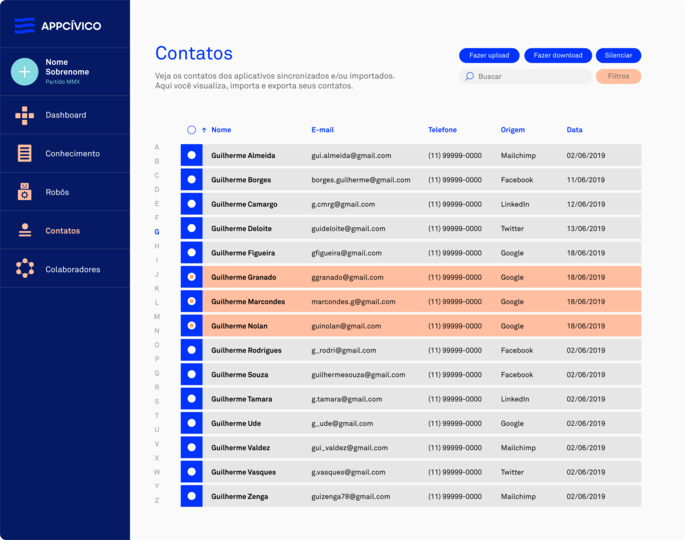 APPCÍVICO
Nome
Sobrenome
Partido MMX
Dashboard
Conhecimento
Robôs
Contatos
Colaboradores
Contatos
Veja os contatos dos aplicativos sincronizados e/ou importados.
Aqui você visualiza, importa e exporta seus contatos.
Fazer upload Fazer download Silenciar
Buscar Filtros
↑ Nome E-mail Telefone Origem Data
A
B
C
D
E
F
G
H
I
J
K
L
M
N
O
P
Q
R
S
T
U
V
X
W
Y
Z
Guilherme Almeida gui.almeida@gmail.com (11) 99999-0000 Mailchimp 02/06/2019
Guilherme Borges borges.guilherme@gmail.com (11) 99999-0000 Facebook 11/06/2019
Guilherme Camargo g.cmrg@gmail.com (11) 99999-0000 LinkedIn 12/06/2019
Guilherme Deloite guideloite@gmail.com (11) 99999-0000 Twitter 13/06/2019
Guilherme Figueira gfigueira@gmail.com (11) 99999-0000 Google 18/06/2019
Guilherme Granado ggranado@gmail.com (11) 99999-0000 Google 18/06/2019
Guilherme Marcondes marcondes.g@gmail.com (11) 99999-0000 Google 18/06/2019
Guilherme Nolan guinolan@gmail.com (11) 99999-0000 Google 18/06/2019
Guilherme Rodrigues g_rodri@gmail.com (11) 99999-0000 Facebook 02/06/2019
Guilherme Souza guilhermesouza@gmail.com (11) 99999-0000 Facebook 02/06/2019
Guilherme Tamara g.tamara@gmail.com (11) 99999-0000 LinkedIn 02/06/2019
Guilherme Ude g_ude@gmail.com (11) 99999-0000 Google 02/06/2019
Guilherme Valdez gui_valdez@gmail.com (11) 99999-0000 Mailchimp 02/06/2019
Guilherme Vasques g.vasques@gmail.com (11) 99999-0000 Twitter 02/06/2019
Guilherme Zenga guizenga78@gmail.com (11) 99999-0000 Mailchimp 02/06/2019